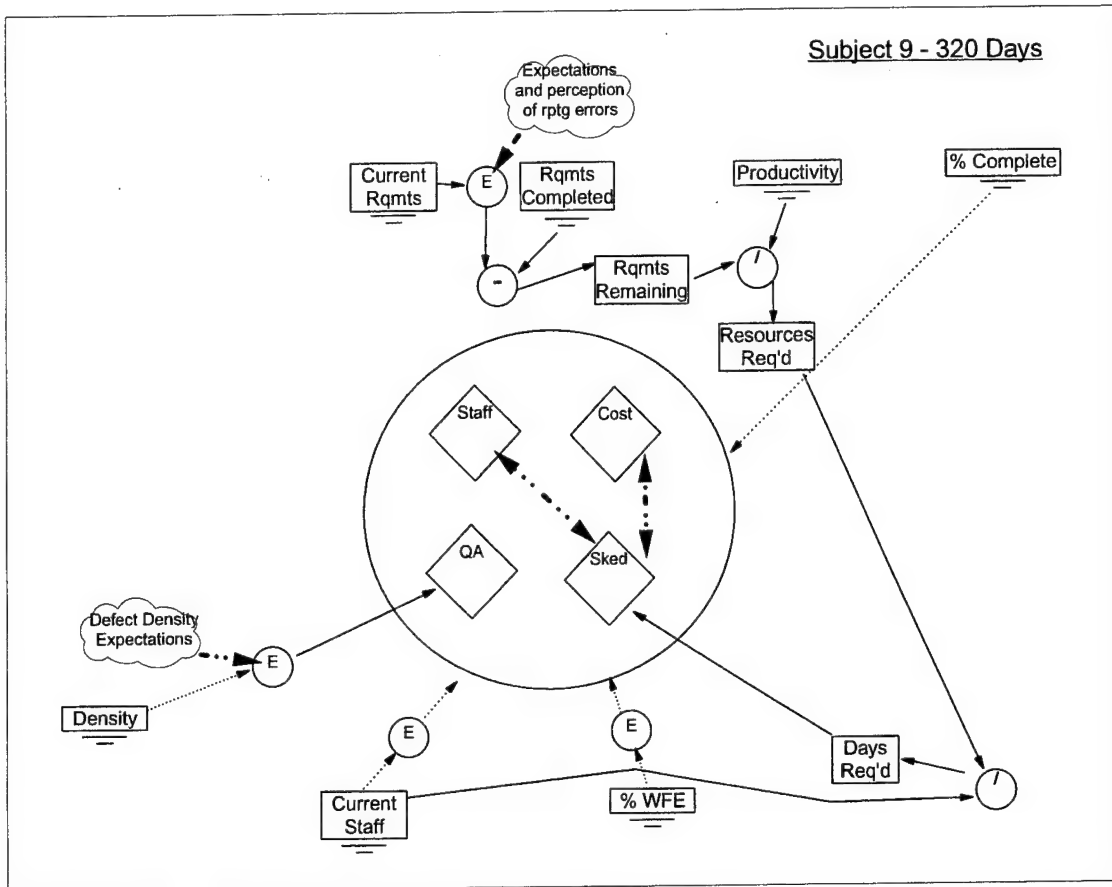 Subject 9 - 320 Days
Expectations
and perception
of rptg errors
Current
Rqmts
E
Rqmts
Completed
Productivity
% Complete
-
Rqmts
Remaining
/
Resources
Req'd
Staff
Cost
QA
Sked
Defect Density
Expectations
E
Density
E
E
Days
Req'd
/
Current
Staff
% WFE